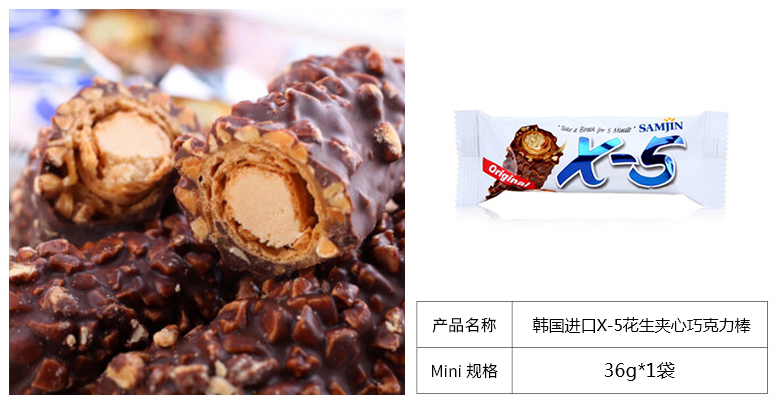 "Take a Break for 5 Minute"
SAMJIN
X-5
Original
产品名称 韩国进口X-5花生夹心巧克力棒
Mini 规格 36g*1袋